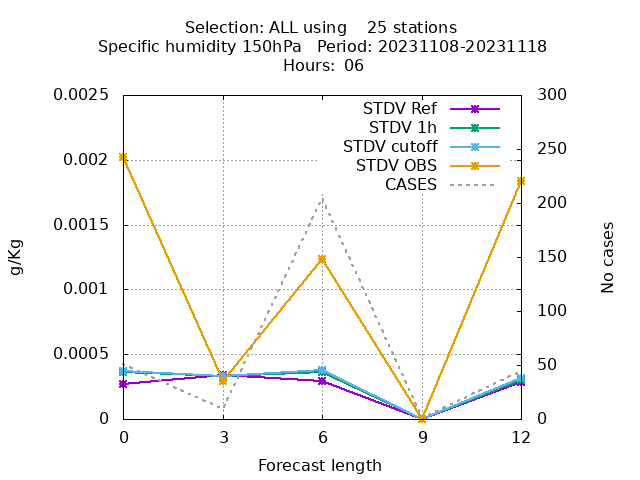 Selection: ALL using    25 stations
Specific humidity 150hPa   Period: 20231108-20231118
Hours:  06
0.0025
0.002
0.0015
0.001
0.0005
0
300
250
200
150
100
50
0
STDV Ref
STDV 1h
STDV cutoff
STDV OBS
CASES
g/Kg
No cases
0
3
6
9
12
Forecast length